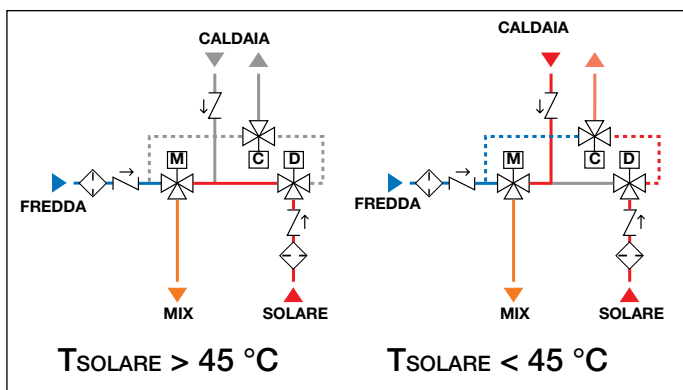 CALDAIA
M
C
D
FREDDA
MIX
SOLARE
TSOLARE > 45 °C
CALDAIA
M
C
D
FREDDA
MIX
SOLARE
TSOLARE < 45 °C